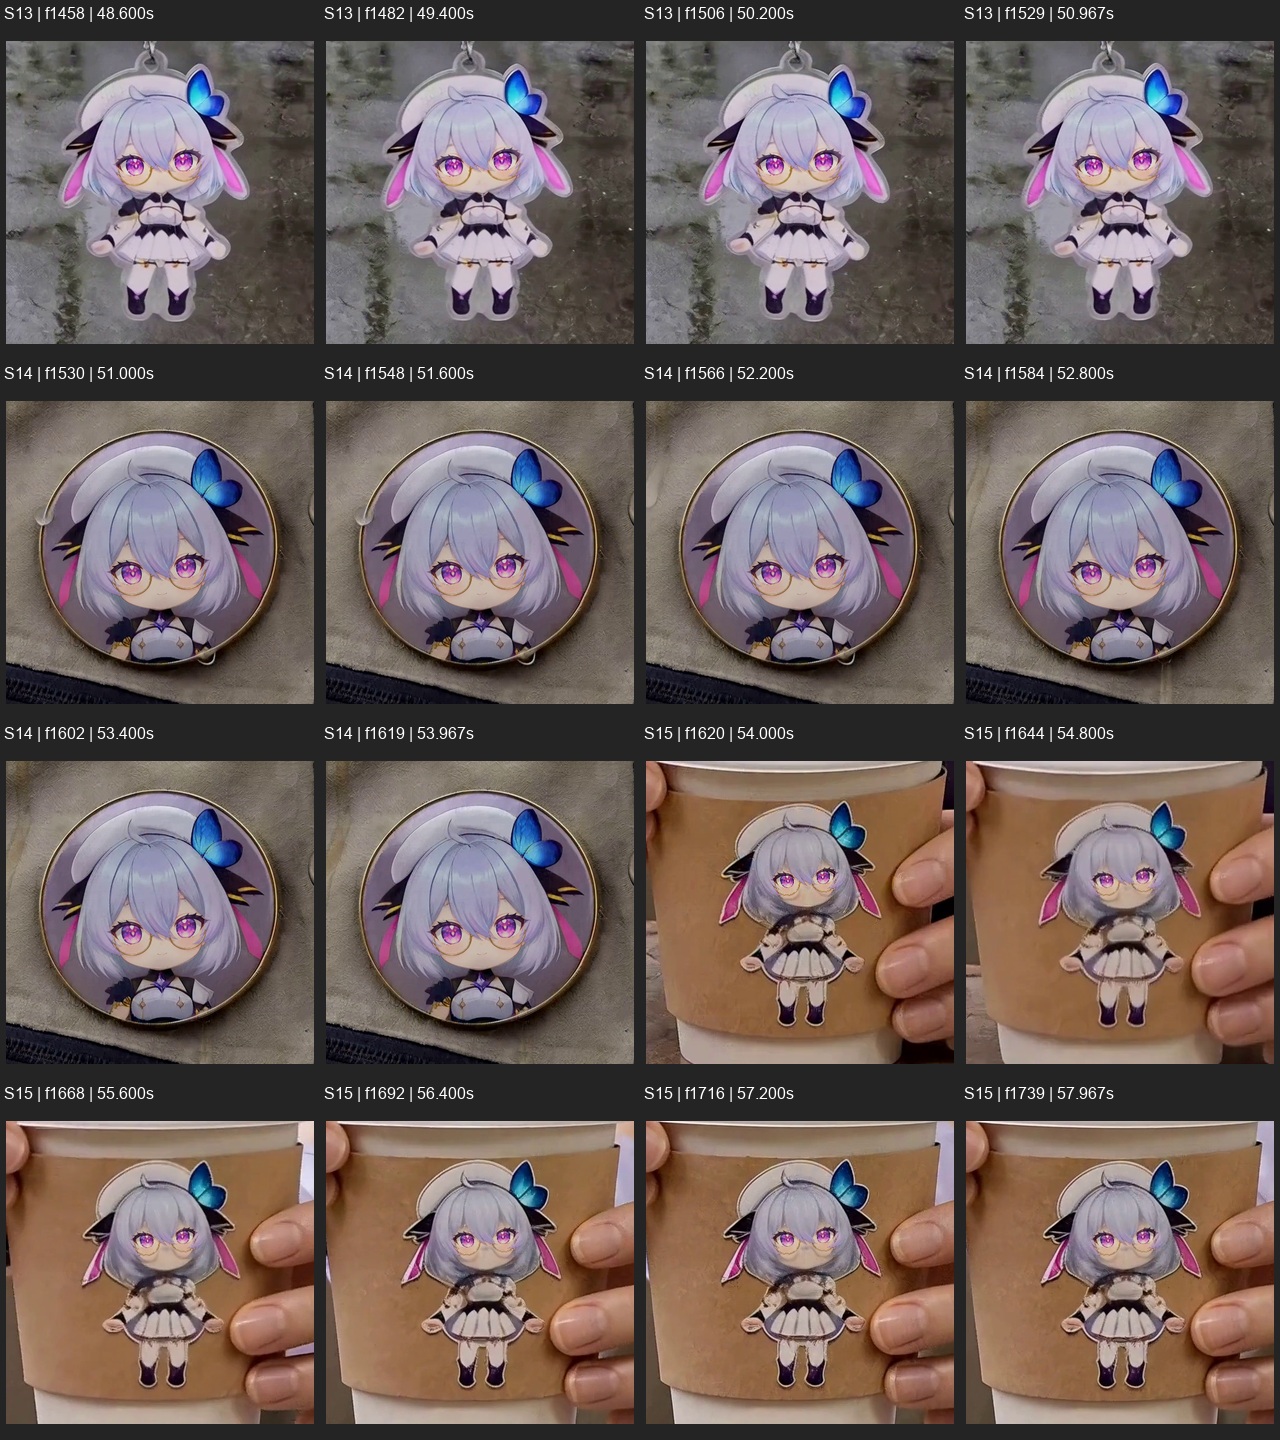 S13 | f1458 | 48.600s
S13 | f1482 | 49.400s
S13 | f1506 | 50.200s
S13 | f1529 | 50.967s
S14 | f1530 | 51.000s
S14 | f1548 | 51.600s
S14 | f1566 | 52.200s
S14 | f1584 | 52.800s
S14 | f1602 | 53.400s
S14 | f1619 | 53.967s
S15 | f1620 | 54.000s
S15 | f1644 | 54.800s
S15 | f1668 | 55.600s
S15 | f1692 | 56.400s
S15 | f1716 | 57.200s
S15 | f1739 | 57.967s